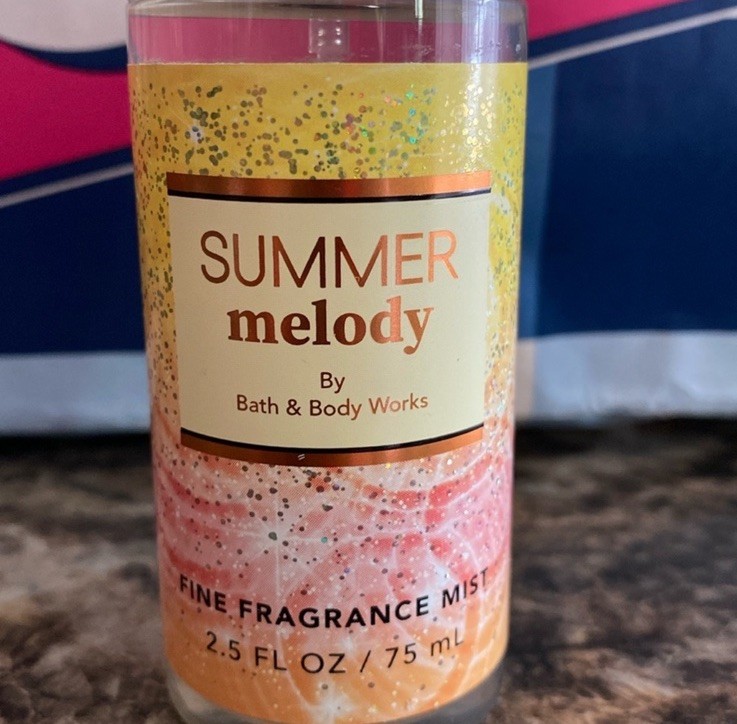 SUMMER
melody
By
Bath & Body Works
FINE FRAGRANCE MIST
2.5 FL OZ / 75 mL